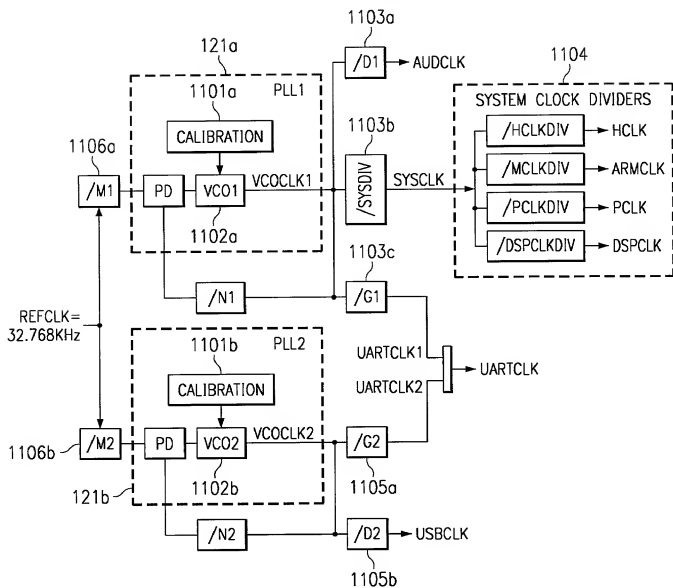 1103a
121a
/D1
AUDCLK
1104
1101a
PLL1
SYSTEM CLOCK DIVIDERS
1106a
CALIBRATION
1103b
/HCLKDIV
HCLK
/M1
PD
VCO1
VCOCLK1
/SYSDIV
SYSCLK
/MCLKDIV
ARMCLK
/PCLKDIV
PCLK
1102a
1103c
/DSPCLKDIV
DSPCLK
/N1
/G1
REFCLK=
32.768KHz
1101b
PLL2
UARTCLK1
UARTCLK
CALIBRATION
UARTCLK2
/M2
PD
VCO2
VCOCLK2
/G2
1106b
1102b
1105a
121b
/N2
/D2
USBCLK
1105b